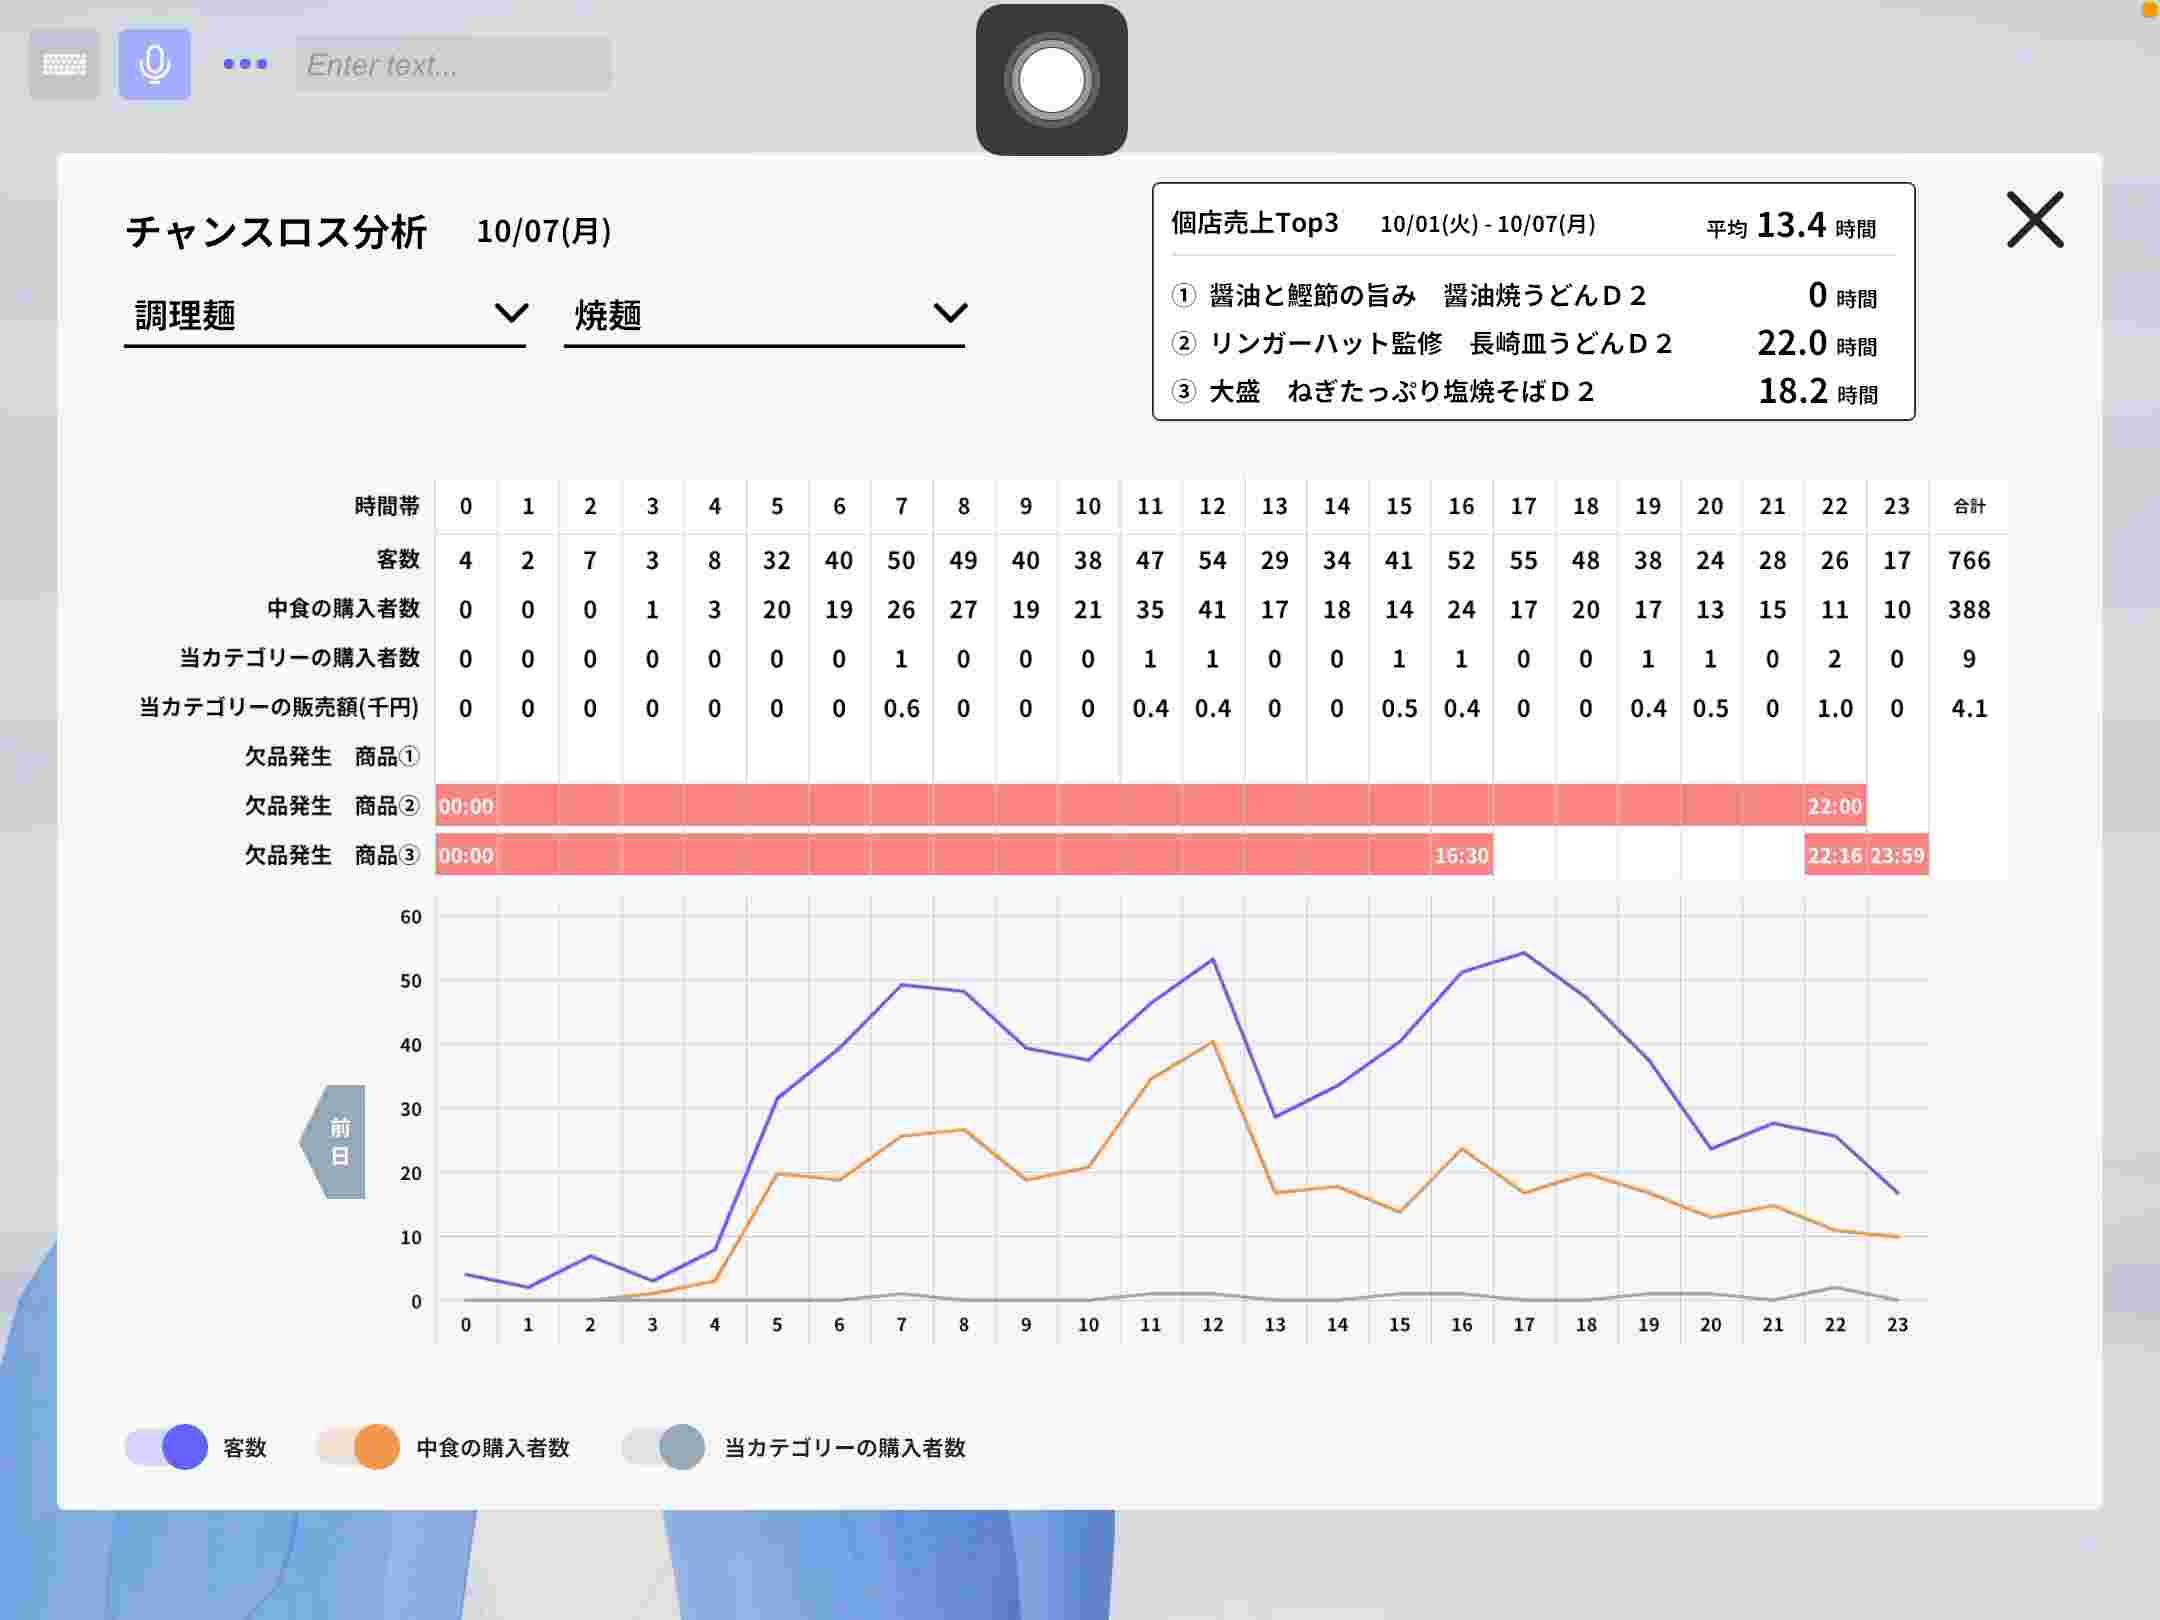 Enter text...
チャンスロス分析 10/07(月)
調理麺 焼麺
個店売上Top3 10/01(火) - 10/07(月) 平均 13.4 時間
① 醤油と鰹節の旨み　醤油焼うどんＤ２ 0 時間
② リンガーハット監修　長崎皿うどんＤ２ 22.0 時間
③ 大盛　ねぎたっぷり塩焼そばＤ２ 18.2 時間
時間帯 0 1 2 3 4 5 6 7 8 9 10 11 12 13 14 15 16 17 18 19 20 21 22 23 合計
客数 4 2 7 3 8 32 40 50 49 40 38 47 54 29 34 41 52 55 48 38 24 28 26 17 766
中食の購入者数 0 0 0 1 3 20 19 26 27 19 21 35 41 17 18 14 24 17 20 17 13 15 11 10 388
当カテゴリーの購入者数 0 0 0 0 0 0 0 1 0 0 0 1 1 0 0 1 1 0 0 1 1 0 2 0 9
当カテゴリーの販売額(千円) 0 0 0 0 0 0 0 0.6 0 0 0 0.4 0.4 0 0 0.5 0.4 0 0 0.4 0.5 0 1.0 0 4.1
欠品発生　商品①
欠品発生　商品② 00:00 22:00
欠品発生　商品③ 00:00 16:30 22:16 23:59
60
50
40
30
20
10
0
前日
0 1 2 3 4 5 6 7 8 9 10 11 12 13 14 15 16 17 18 19 20 21 22 23
客数 中食の購入者数 当カテゴリーの購入者数